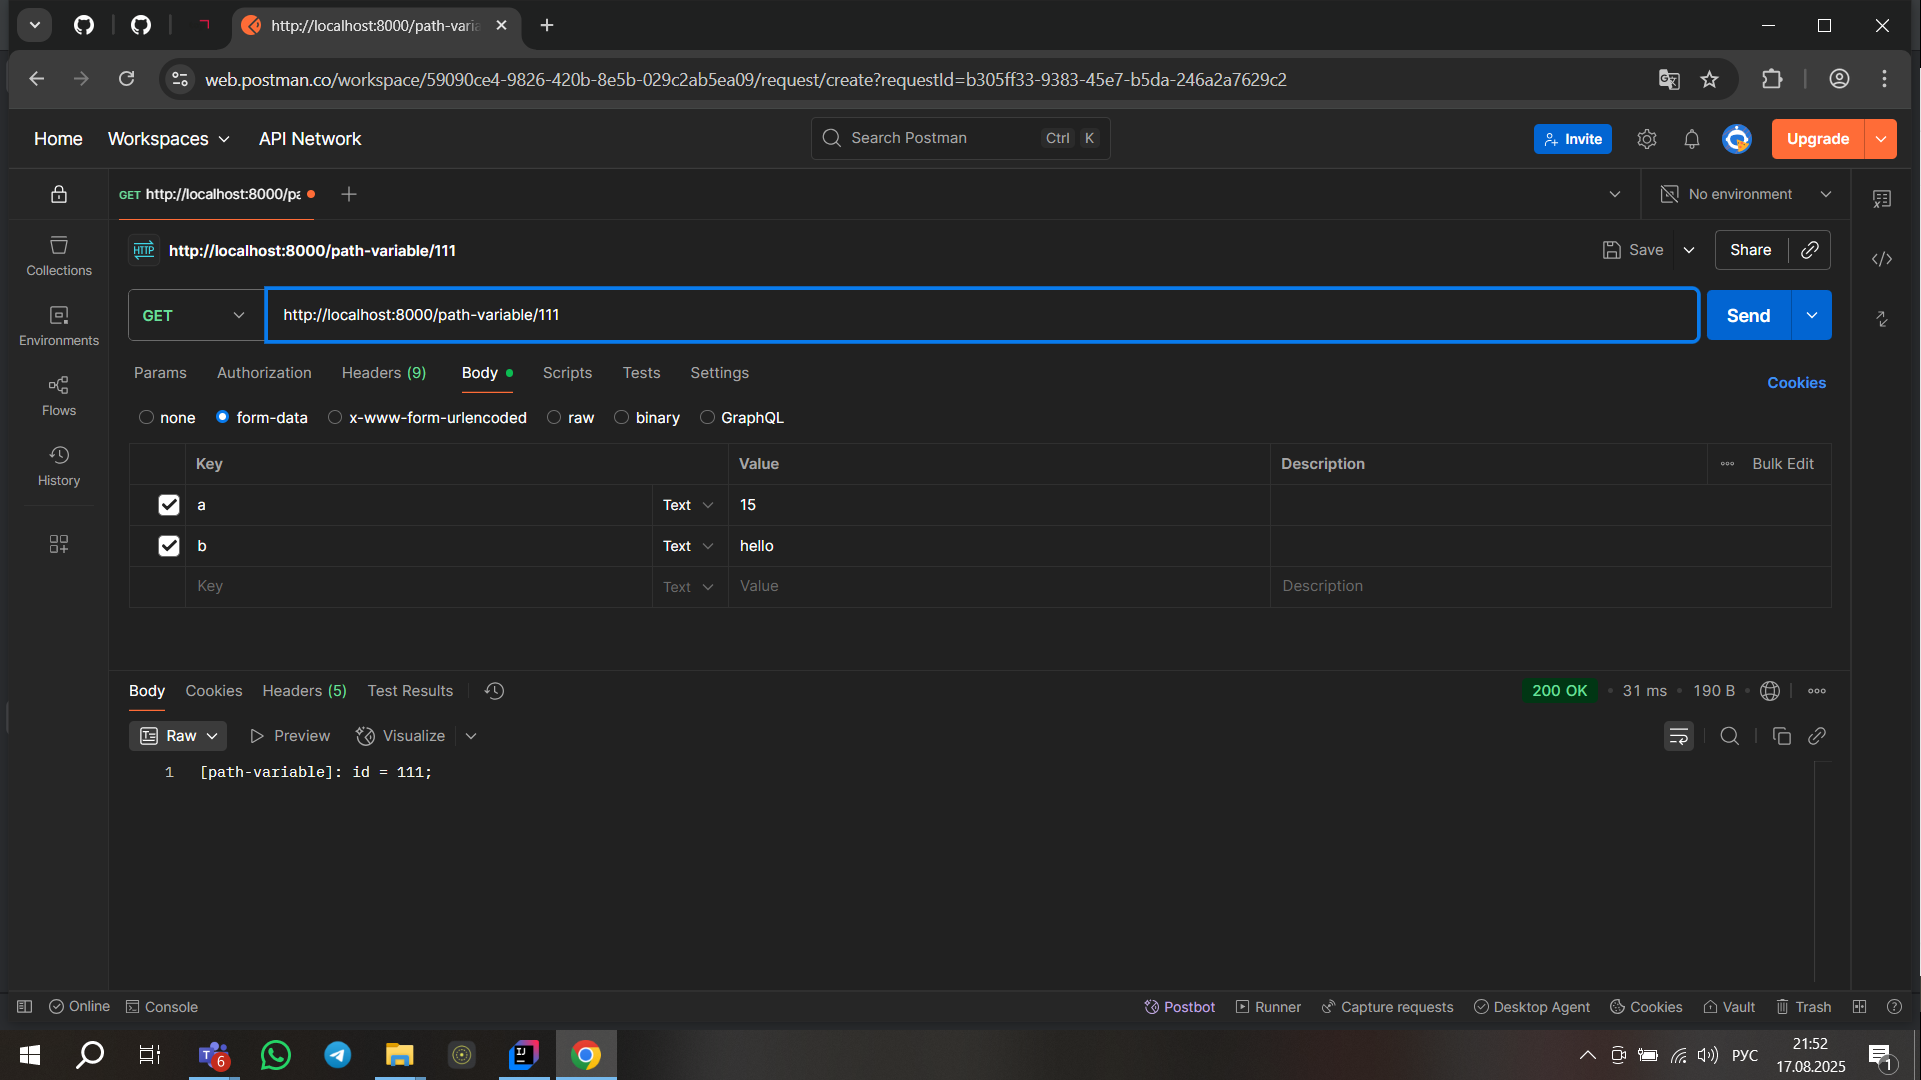 http://localhost:8000/path-varia
web.postman.co/workspace/59090ce4-9826-420b-8e5b-029c2ab5ea09/request/create?requestId=b305ff33-9383-45e7-b5da-246a2a7629c2
Home Workspaces API Network Search Postman Ctrl K Invite Upgrade
GET http://localhost:8000/pa No environment
HTTP http://localhost:8000/path-variable/111 Save Share
Collections
GET http://localhost:8000/path-variable/111 Send
Environments
Params Authorization Headers (9) Body Scripts Tests Settings Cookies
Flows
none form-data x-www-form-urlencoded raw binary GraphQL
Key Value Description Bulk Edit
History
a Text 15
b Text hello
Key Text Value Description
Body Cookies Headers (5) Test Results 200 OK • 31 ms • 190 B
Raw Preview Visualize
1 [path-variable]: id = 111;
Online Console Postbot Runner Capture requests Desktop Agent Cookies Vault Trash
6 IJ РУС 21:52
17.08.2025 1